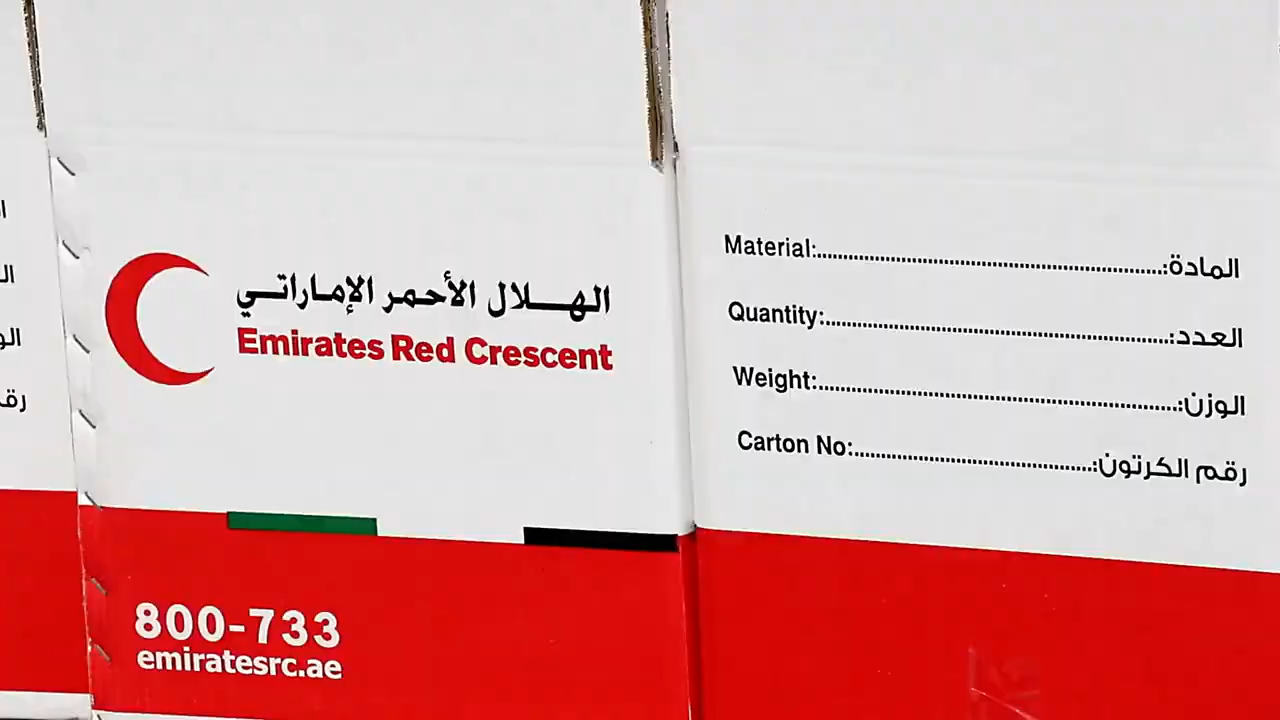 الهلال الأحمر الإماراتي
Emirates Red Crescent
800-733
emiratesrc.ae
Material:........................المادة:
Quantity:........................العدد:
Weight:........................الوزن:
Carton No:........................رقم الكرتون: